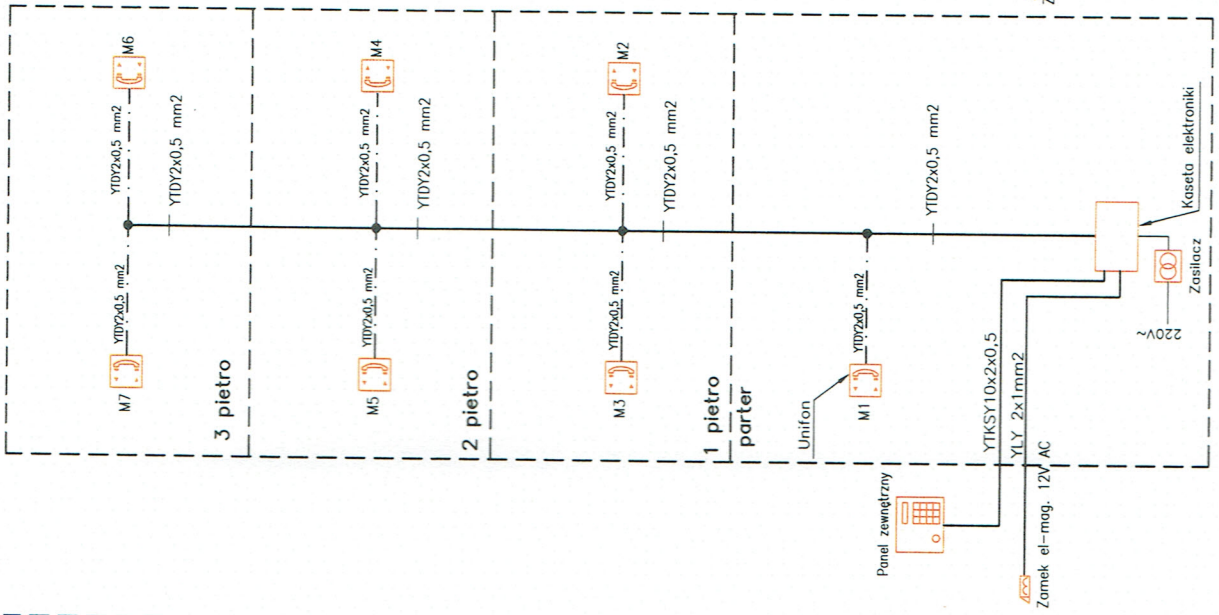 M6
YTDY2x0,5 mm2
YTDY2x0,5 mm2
YTDY2x0,5 mm2
M7
3 pietro
M4
YTDY2x0,5 mm2
YTDY2x0,5 mm2
YTDY2x0,5 mm2
M5
2 pietro
M2
YTDY2x0,5 mm2
YTDY2x0,5 mm2
YTDY2x0,5 mm2
M3
1 pietro
parter
YTDY2x0,5 mm2
YTDY2x0,5 mm2
Unifon
M1
Kaseta elektroniki
Zasilacz
220V~
YTKSY10x2x0,5
YLY 2x1mm2
Panel zewnętrzny
Zamek el-mag. 12V AC